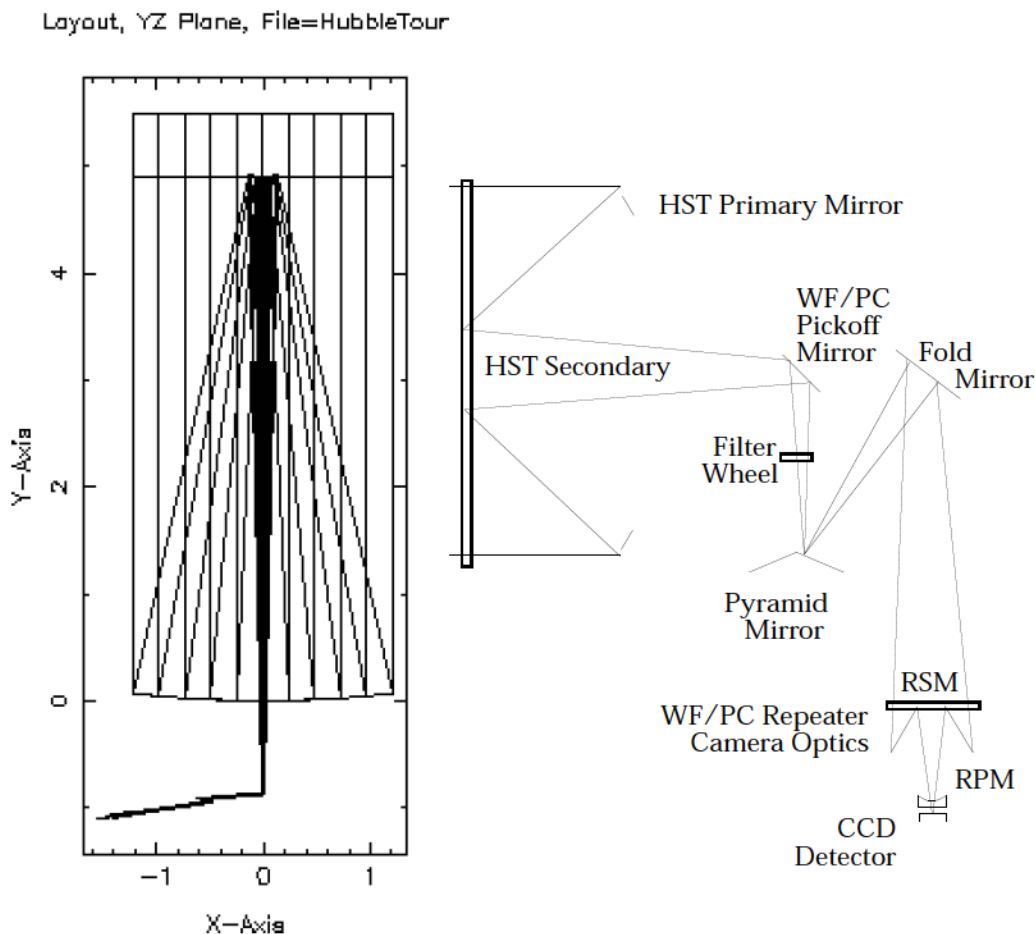 Layout, YZ Plane, File=HubbleTour
4
2
0
Y-Axis
-1 0 1
X-Axis
HST Primary Mirror
HST Secondary
WF/PC
Pickoff
Mirror
Fold
Mirror
Filter
Wheel
Pyramid
Mirror
RSM
WF/PC Repeater
Camera Optics
RPM
CCD
Detector